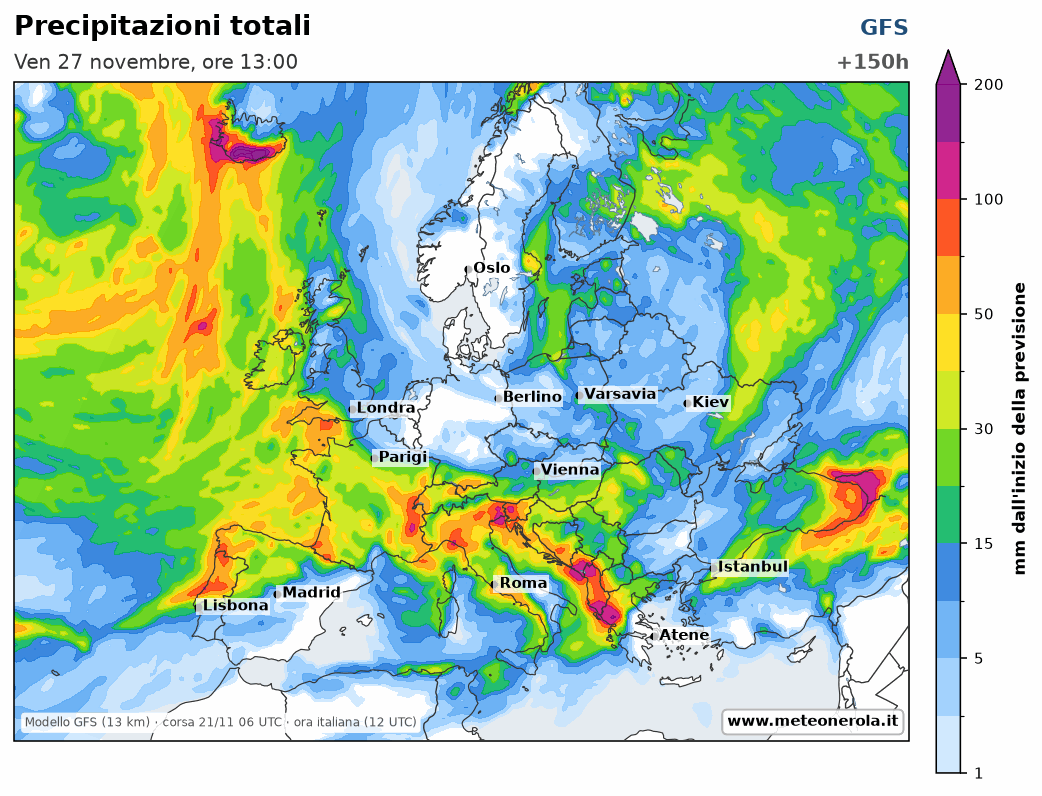 Precipitazioni totali
GFS
Ven 27 novembre, ore 13:00
+150h
200
100
50
30
15
5
1
mm dall'inizio della previsione
Oslo
Berlino
Varsavia
Kiev
Londra
Parigi
Vienna
Istanbul
Roma
Madrid
Lisbona
Atene
Modello GFS (13 km) · corsa 21/11 06 UTC · ora italiana (12 UTC)
www.meteonerola.it